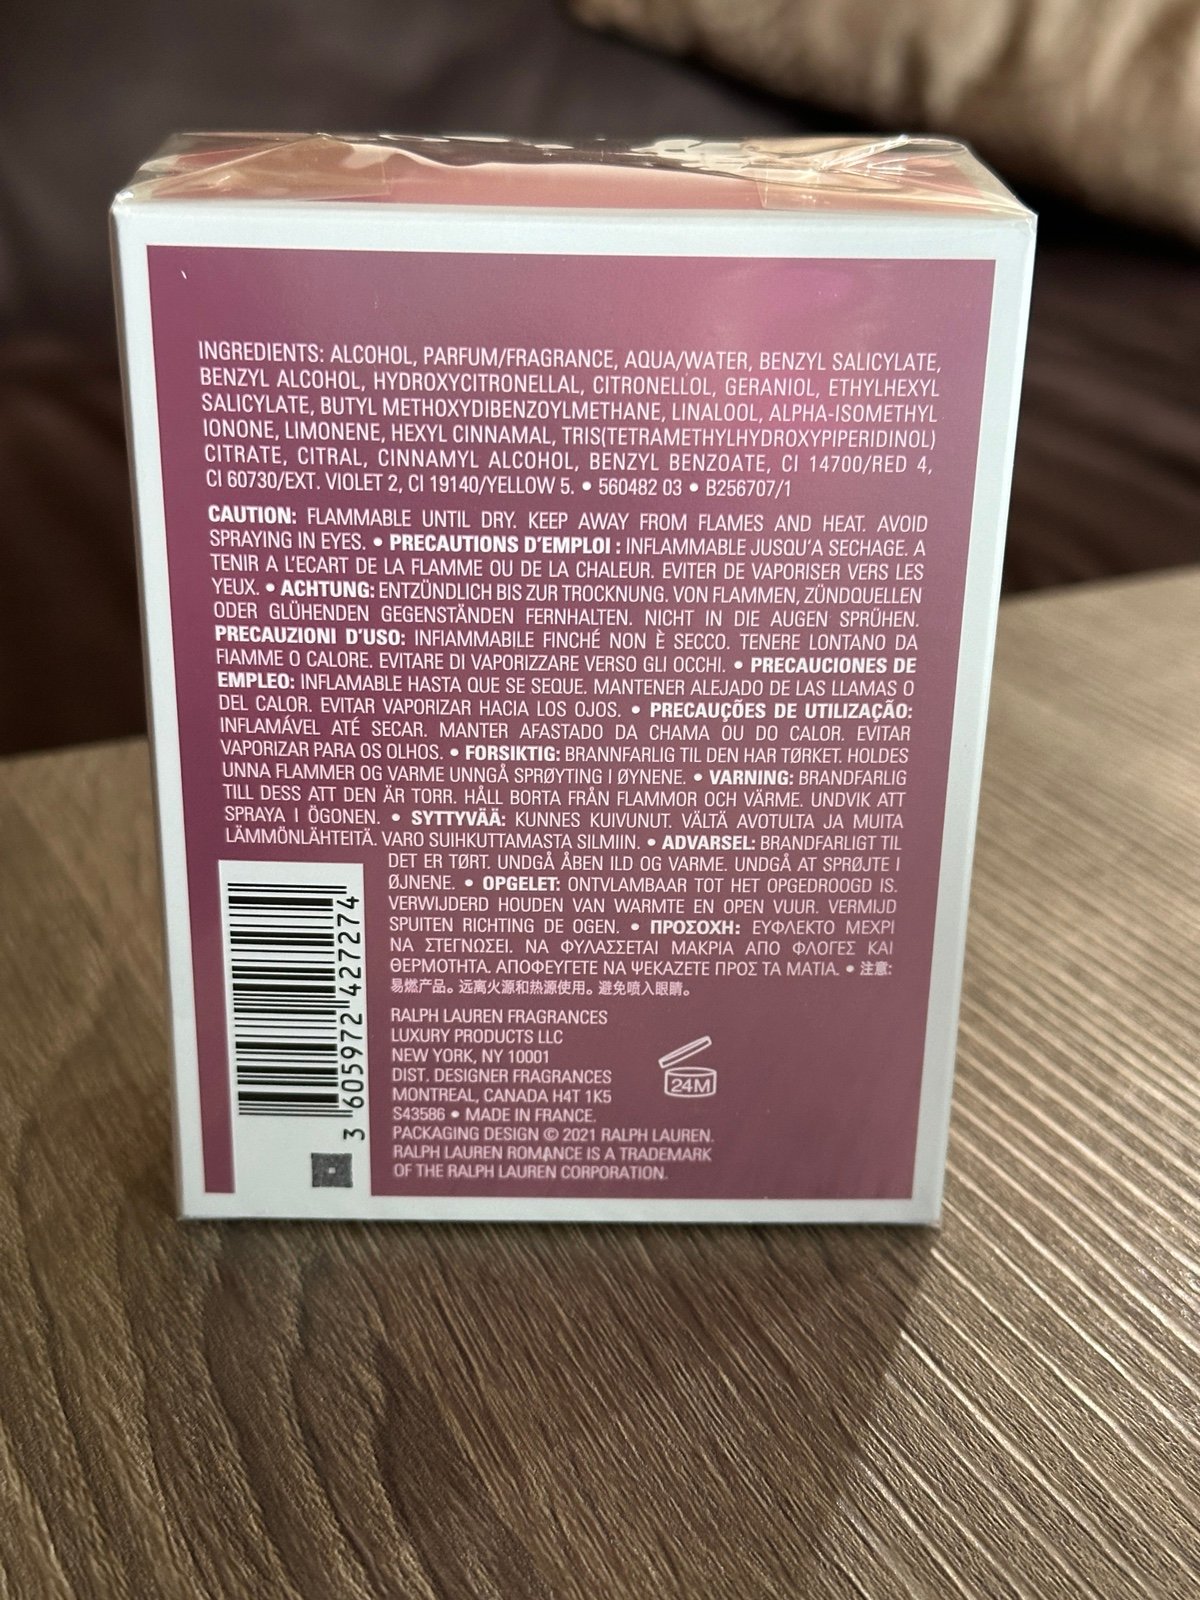 INGREDIENTS: ALCOHOL, PARFUM/FRAGRANCE, AQUA/WATER, BENZYL SALICYLATE,
BENZYL ALCOHOL, HYDROXYCITRONELLAL, CITRONELLOL, GERANIOL, ETHYLHEXYL
SALICYLATE, BUTYL METHOXYDIBENZOYLMETHANE, LINALOOL, ALPHA-ISOMETHYL
IONONE, LIMONENE, HEXYL CINNAMAL, TRIS(TETRAMETHYLHYDROXYPIPERIDINOL)
CITRATE, CITRAL, CINNAMYL ALCOHOL, BENZYL BENZOATE, CI 14700/RED 4,
CI 60730/EXT. VIOLET 2, CI 19140/YELLOW 5. • 560482 03 • B256707/1
CAUTION: FLAMMABLE UNTIL DRY. KEEP AWAY FROM FLAMES AND HEAT. AVOID
SPRAYING IN EYES. • PRECAUTIONS D'EMPLOI : INFLAMMABLE JUSQU'A SECHAGE. A
TENIR A L'ECART DE LA FLAMME OU DE LA CHALEUR. EVITER DE VAPORISER VERS LES
YEUX. • ACHTUNG: ENTZÜNDLICH BIS ZUR TROCKNUNG. VON FLAMMEN, ZÜNDQUELLEN
ODER GLÜHENDEN GEGENSTÄNDEN FERNHALTEN. NICHT IN DIE AUGEN SPRÜHEN.
PRECAUZIONI D'USO: INFIAMMABILE FINCHÉ NON È SECCO. TENERE LONTANO DA
FIAMME O CALORE. EVITARE DI VAPORIZZARE VERSO GLI OCCHI. • PRECAUCIONES DE
EMPLEO: INFLAMABLE HASTA QUE SE SEQUE. MANTENER ALEJADO DE LAS LLAMAS O
DEL CALOR. EVITAR VAPORIZAR HACIA LOS OJOS. • PRECAUÇÕES DE UTILIZAÇÃO:
INFLAMÁVEL ATÉ SECAR. MANTER AFASTADO DA CHAMA OU DO CALOR. EVITAR
VAPORIZAR PARA OS OLHOS. • FORSIKTIG: BRANNFARLIG TIL DEN HAR TØRKET. HOLDES
UNNA FLAMMER OG VARME UNNGÅ SPRØYTING I ØYNENE. • VARNING: BRANDFARLIG
TILL DESS ATT DEN ÄR TORR. HÅLL BORTA FRÅN FLAMMOR OCH VÄRME. UNDVIK ATT
SPRAYA I ÖGONEN. • SYTTYVÄÄ: KUNNES KUIVUNUT. VÄLTÄ AVOTULTA JA MUITA
LÄMMÖNLÄHTEITÄ. VARO SUIHKUTTAMASTA SILMIIN. • ADVARSEL: BRANDFARLIGT TIL
DET ER TØRT. UNDGÅ ÅBEN ILD OG VARME. UNDGÅ AT SPRØJTE I
ØJNENE. • OPGELET: ONTVLAMBAAR TOT HET OPGEDROOGD IS.
VERWIJDERD HOUDEN VAN WARMTE EN OPEN VUUR. VERMIJD
SPUITEN RICHTING DE OGEN. • ΠΡΟΣΟΧΗ: ΕΥΦΛΕΚΤΟ ΜΕΧΡΙ
ΝΑ ΣΤΕΓΝΩΣΕΙ. ΝΑ ΦΥΛΑΣΣΕΤΑΙ ΜΑΚΡΙΑ ΑΠΟ ΦΛΟΓΕΣ ΚΑΙ
ΘΕΡΜΟΤΗΤΑ. ΑΠΟΦΕΥΓΕΤΕ ΝΑ ΨΕΚΑΖΕΤΕ ΠΡΟΣ ΤΑ ΜΑΤΙΑ. • 注意:
易燃产品。远离火源和热源使用。避免喷入眼睛。
RALPH LAUREN FRAGRANCES
LUXURY PRODUCTS LLC
NEW YORK, NY 10001
DIST. DESIGNER FRAGRANCES
MONTREAL, CANADA H4T 1K5
S43586 • MADE IN FRANCE.
PACKAGING DESIGN © 2021 RALPH LAUREN.
RALPH LAUREN ROMANCE IS A TRADEMARK
OF THE RALPH LAUREN CORPORATION.
24M
3 605972 427274